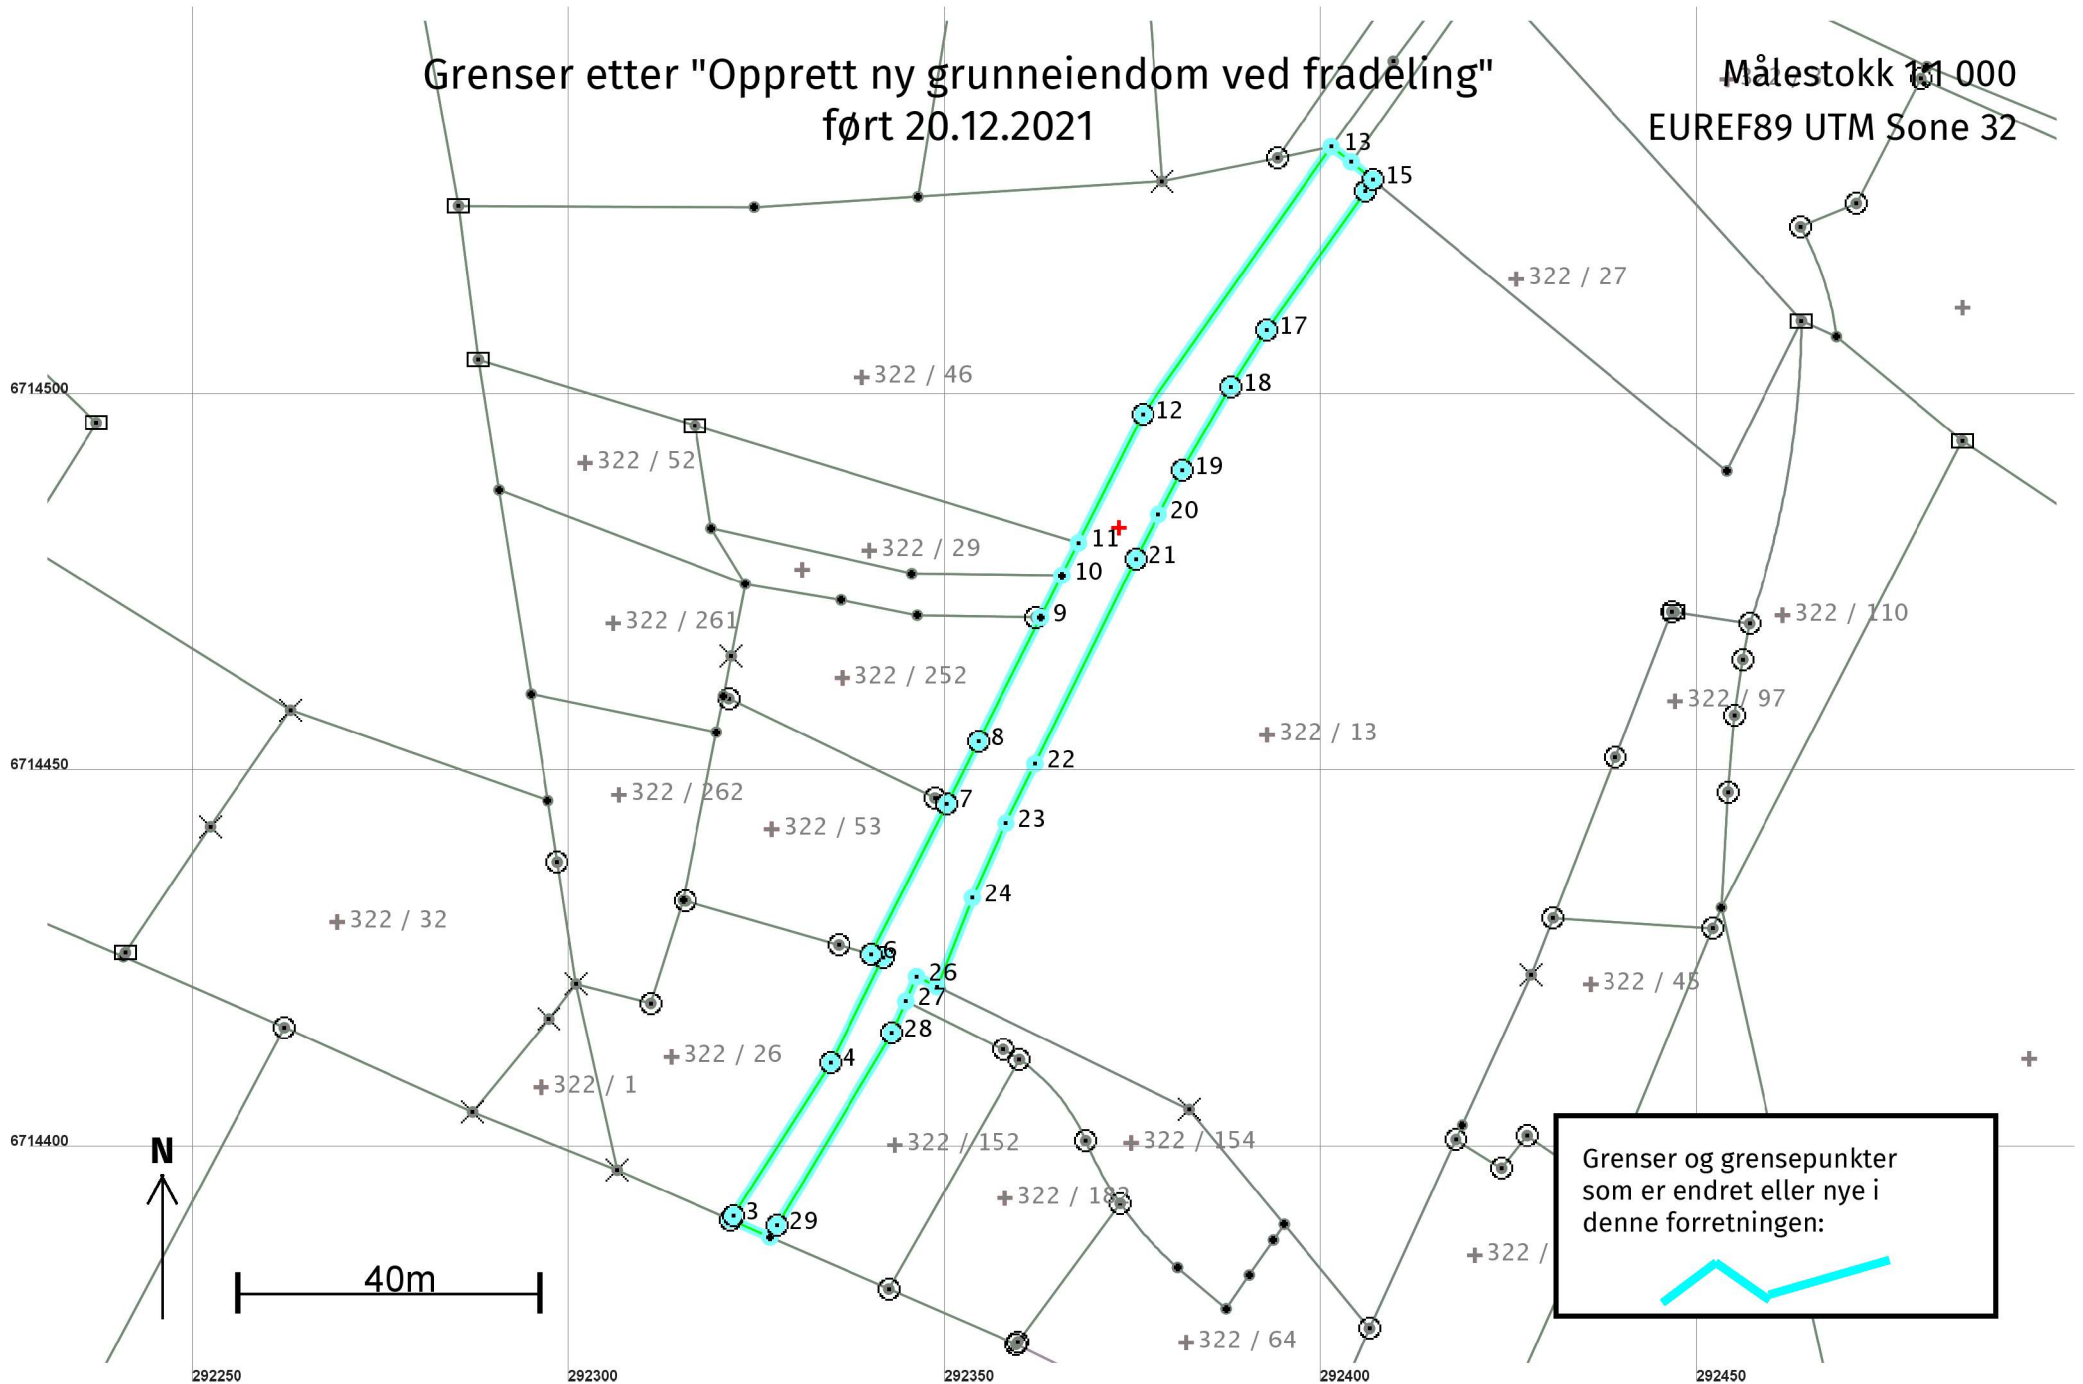 Grenser etter "Opprett ny grunneiendom ved fradeling"
ført 20.12.2021
Målestokk 1:1 000
EUREF89 UTM Sone 32
13
15
322 / 27
17
6714500
322 / 46
18
12
322 / 52
19
20
11
322 / 29
21
10
9
322 / 261
322 / 110
322 / 252
322 / 97
8
322 / 13
6714450
22
322 / 262
7
322 / 53
23
24
322 / 32
6
26
27
322 / 45
28
322 / 26
4
322 / 1
6714400
322 / 152
322 / 154
N
322 / 182
3
29
322 /
Grenser og grensepunkter
som er endret eller nye i
denne forretningen:
40m
322 / 64
292250
292300
292350
292400
292450